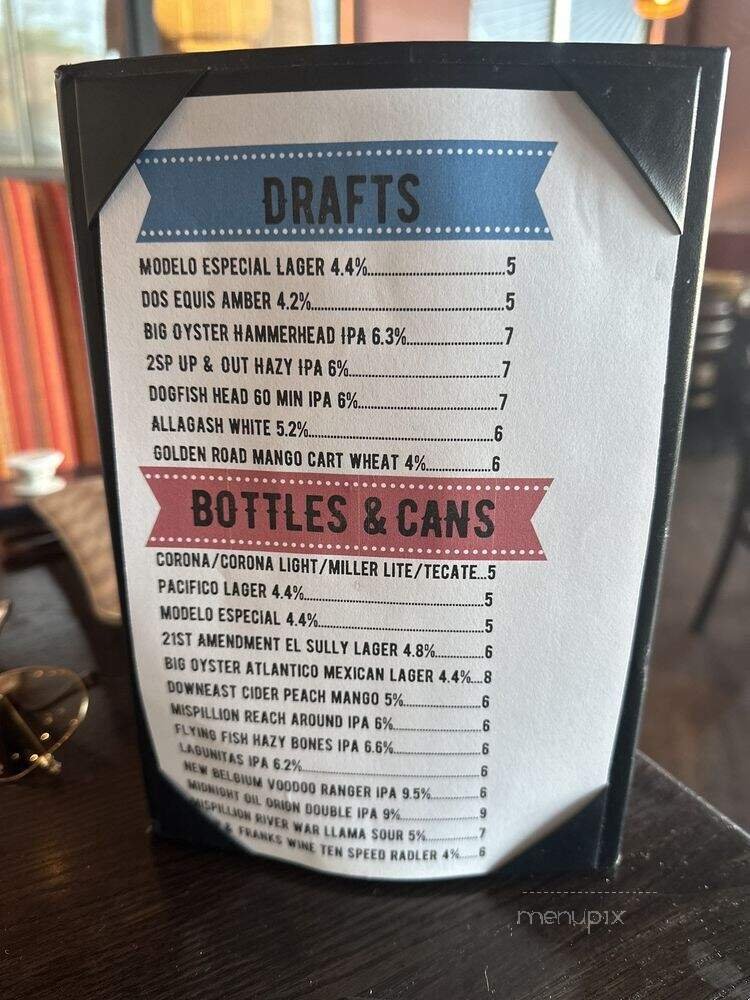 DRAFTS
MODELO ESPECIAL LAGER 4.4%....................5
DOS EQUIS AMBER 4.2%....................5
BIG OYSTER HAMMERHEAD IPA 6.3%....................7
2SP UP & OUT HAZY IPA 6%....................7
DOGFISH HEAD 60 MIN IPA 6%....................7
ALLAGASH WHITE 5.2%....................6
GOLDEN ROAD MANGO CART WHEAT 4%....................6
BOTTLES & CANS
CORONA/CORONA LIGHT/MILLER LITE/TECATE...5
PACIFICO LAGER 4.4%....................5
MODELO ESPECIAL 4.4%....................5
21ST AMENDMENT EL SULLY LAGER 4.8%....................6
BIG OYSTER ATLANTICO MEXICAN LAGER 4.4%....8
DOWNEAST CIDER PEACH MANGO 5%....................6
MISPILLION REACH AROUND IPA 6%....................6
FLYING FISH HAZY BONES IPA 6.6%....................6
LAGUNITAS IPA 6.2%....................6
NEW BELGIUM VOODOO RANGER IPA 9.5%....................6
MIDNIGHT OIL ORION DOUBLE IPA 9%....................9
MISPILLION RIVER WAR LLAMA SOUR 5%....................7
& FRANKS WINE TEN SPEED RADLER 4%......6
menupix